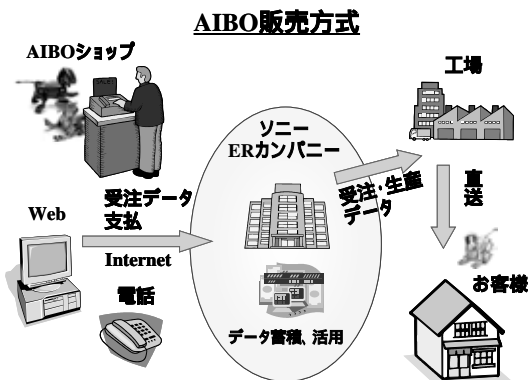 AIBO販売方式
AIBOショップ
工場
ソニー
ERカンパニー
受注・生産
データ
直送
Web
受注データ
支払
Internet
電話
データ蓄積、活用
お客様